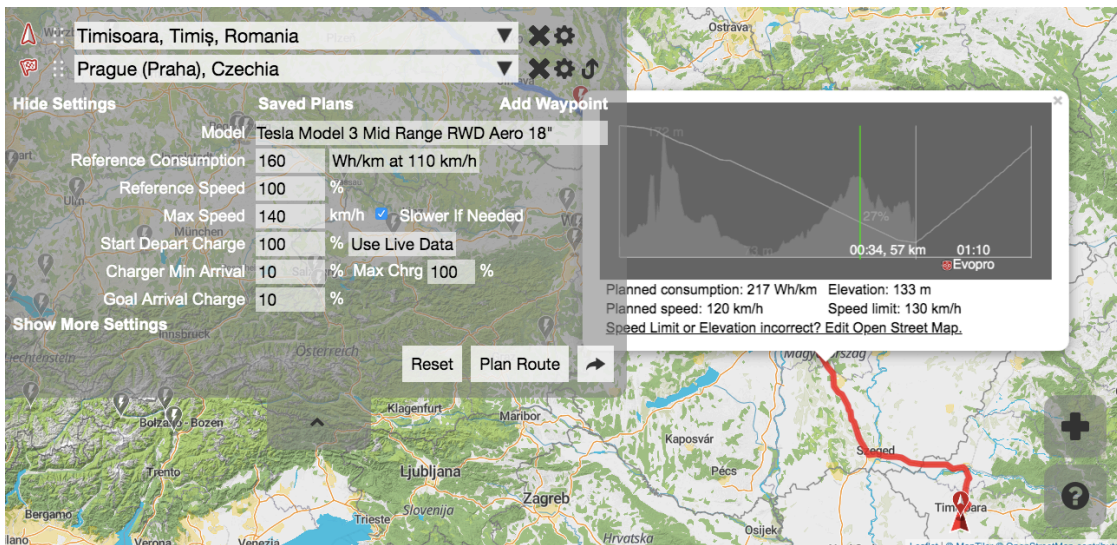 Timisoara, Timiș, Romania
Prague (Praha), Czechia
Hide Settings Saved Plans Add Waypoint
Model Tesla Model 3 Mid Range RWD Aero 18"
Reference Consumption 160 Wh/km at 110 km/h
Reference Speed 100 %
Max Speed 140 km/h Slower If Needed
Start Depart Charge 100 % Use Live Data
Charger Min Arrival 10 % Max Chrg 100 %
Goal Arrival Charge 10 %
Show More Settings
Reset Plan Route
Ostrava
27%
00:34, 57 km 01:10
Evopro
Planned consumption: 217 Wh/km Elevation: 133 m
Planned speed: 120 km/h Speed limit: 130 km/h
Speed Limit or Elevation incorrect? Edit Open Street Map.
Magyarország
Ulm
München
Innsbruck
Österreich
Liechtenstein
Bolzano - Bozen
Klagenfurt
Maribor
Kaposvár
Szeged
Pécs
Trento
Ljubljana
Zagreb
Slovenija
Bergamo
Trieste
Verona
Venezia
Hrvatska
Osijek